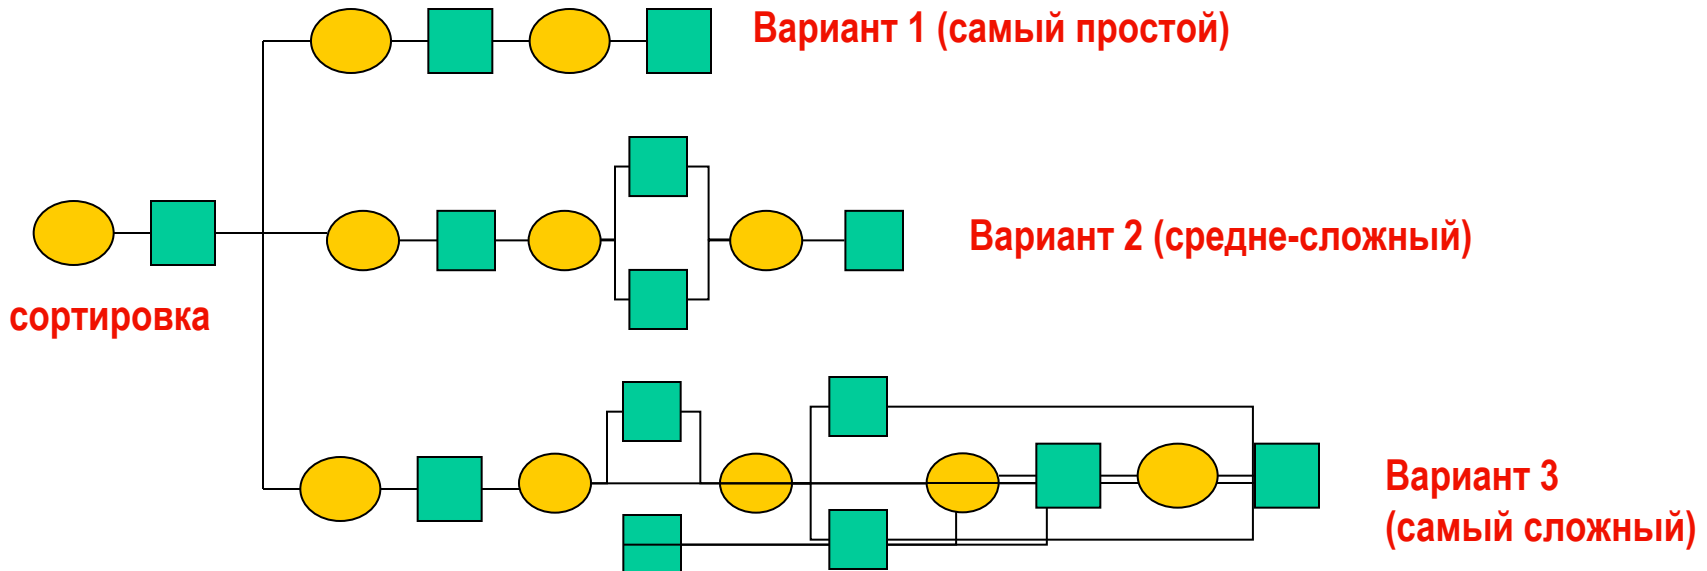 Вариант 1 (самый простой)
Вариант 2 (средне-сложный)
сортировка
Вариант 3
(самый сложный)